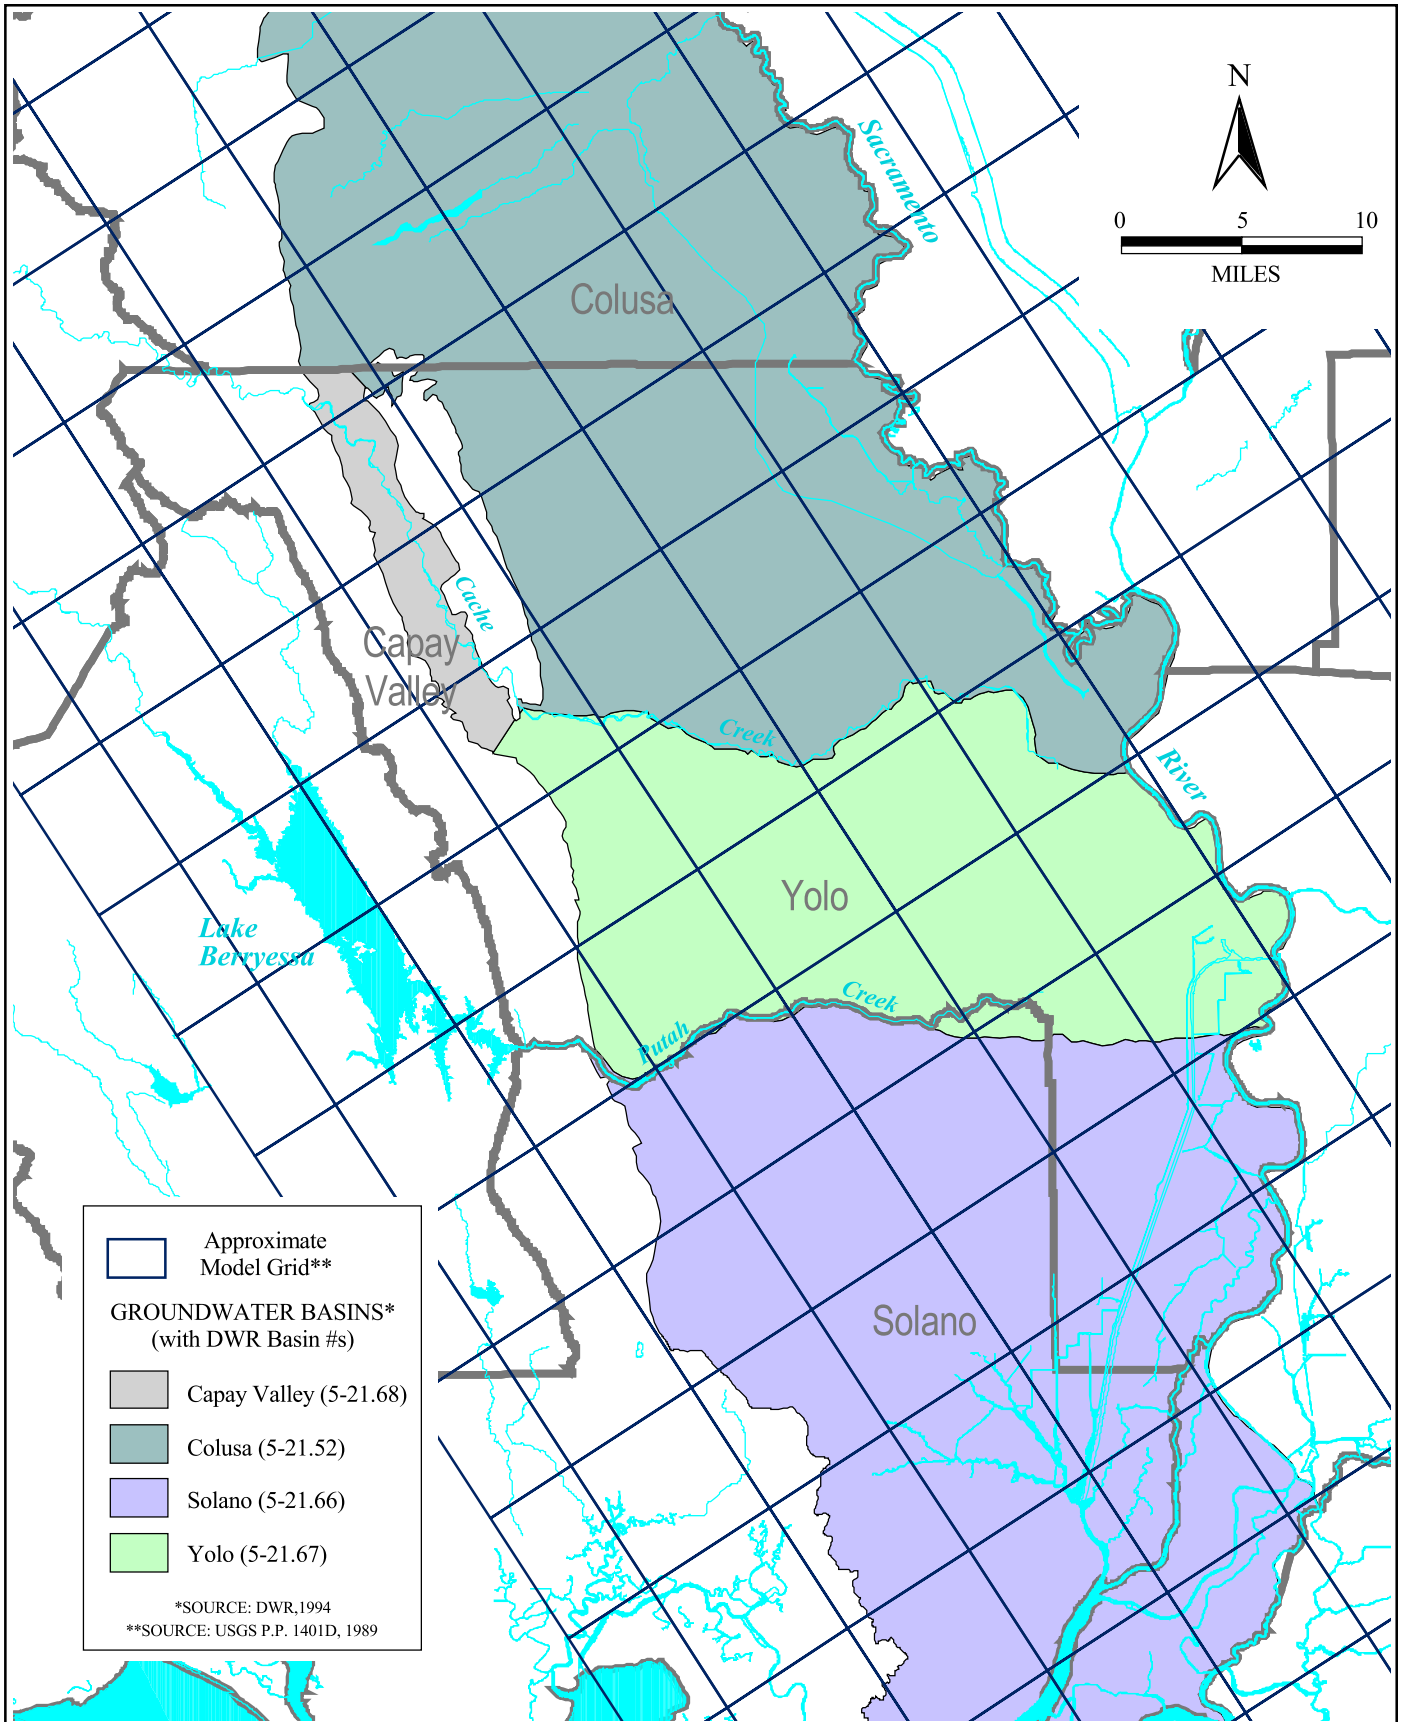 N
0 5 10
MILES
Sacramento
Colusa
Cache
Capay
Valley
Creek
River
Yolo
Lake
Berryessa
Creek
Putah
Solano
Approximate
Model Grid**
GROUNDWATER BASINS*
(with DWR Basin #s)
Capay Valley (5-21.68)
Colusa (5-21.52)
Solano (5-21.66)
Yolo (5-21.67)
*SOURCE: DWR,1994
**SOURCE: USGS P.P. 1401D, 1989